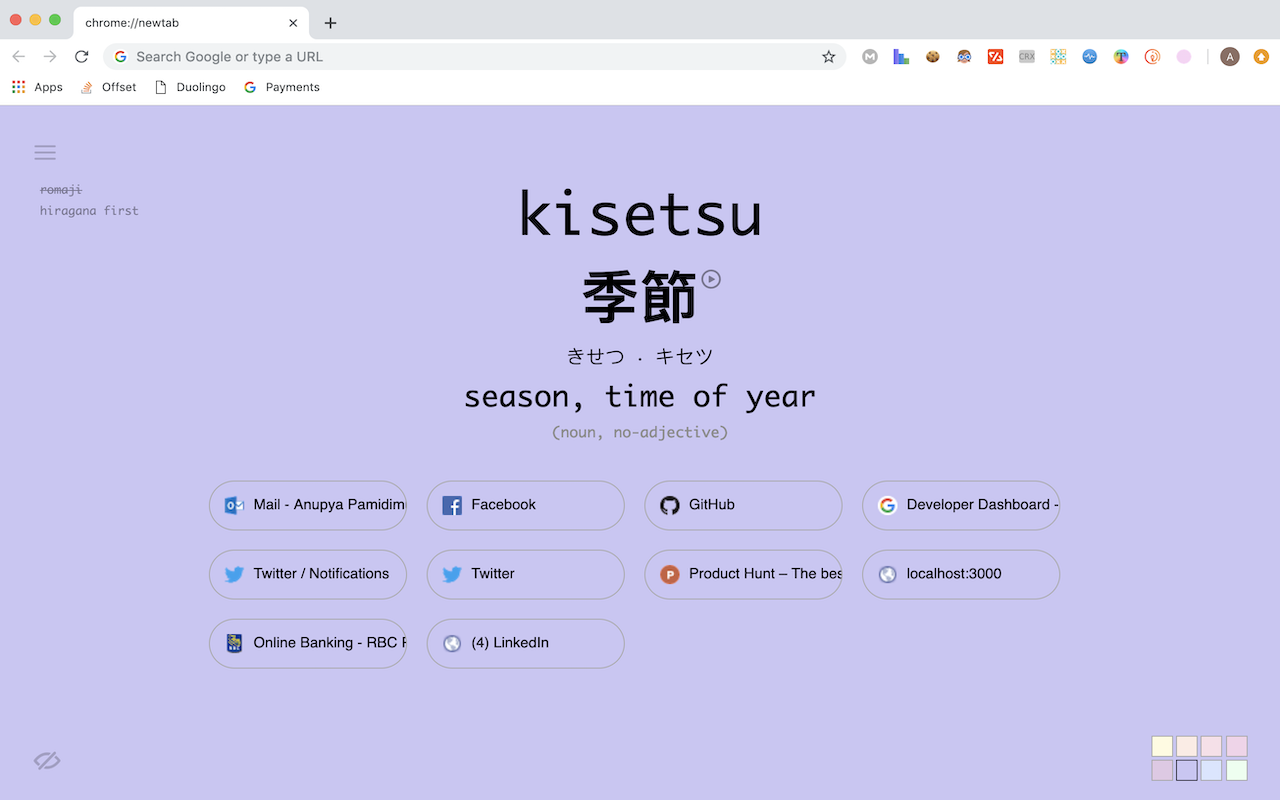 chrome://newtab
Search Google or type a URL
CRX
A
Apps Offset Duolingo Payments
romaji
hiragana first
kisetsu
季節
きせつ . キセツ
season, time of year
(noun, no-adjective)
Mail - Anupya Pamidim Facebook GitHub Developer Dashboard -
Twitter / Notifications Twitter Product Hunt – The bes localhost:3000
Online Banking - RBC (4) LinkedIn